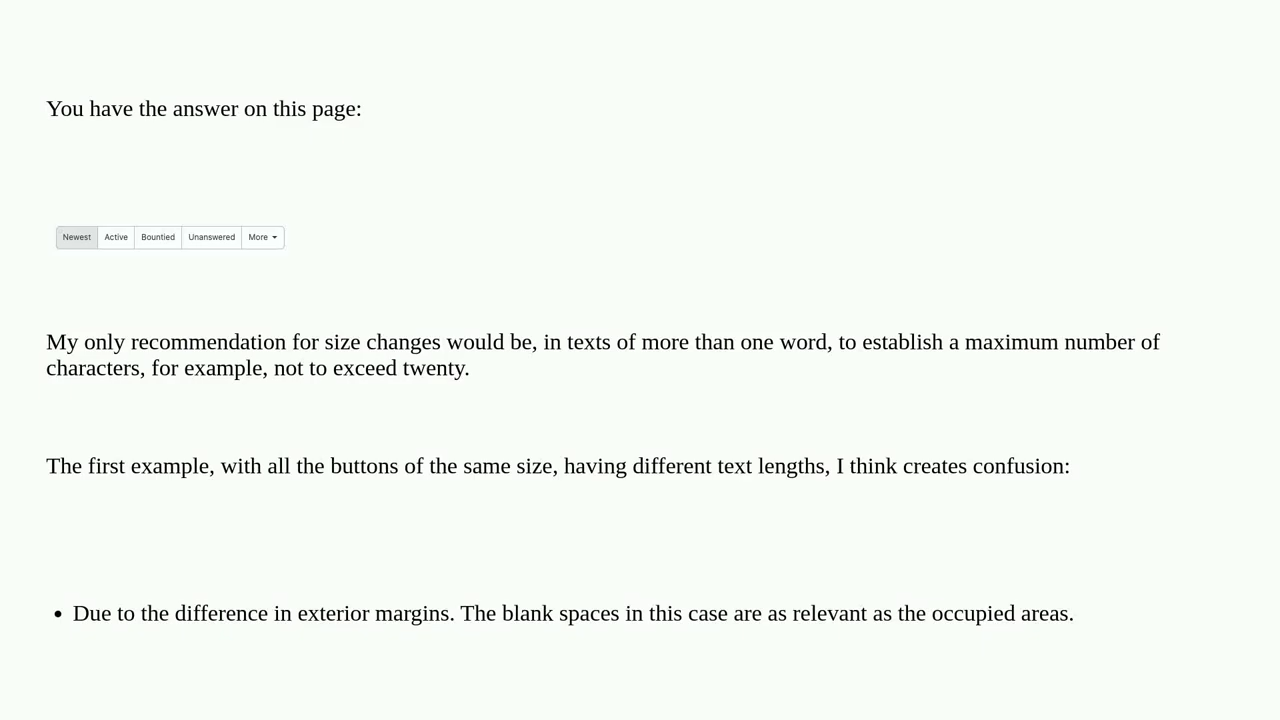 You have the answer on this page:
Newest Active Bountied Unanswered More
My only recommendation for size changes would be, in texts of more than one word, to establish a maximum number of
characters, for example, not to exceed twenty.
The first example, with all the buttons of the same size, having different text lengths, I think creates confusion:
• Due to the difference in exterior margins. The blank spaces in this case are as relevant as the occupied areas.